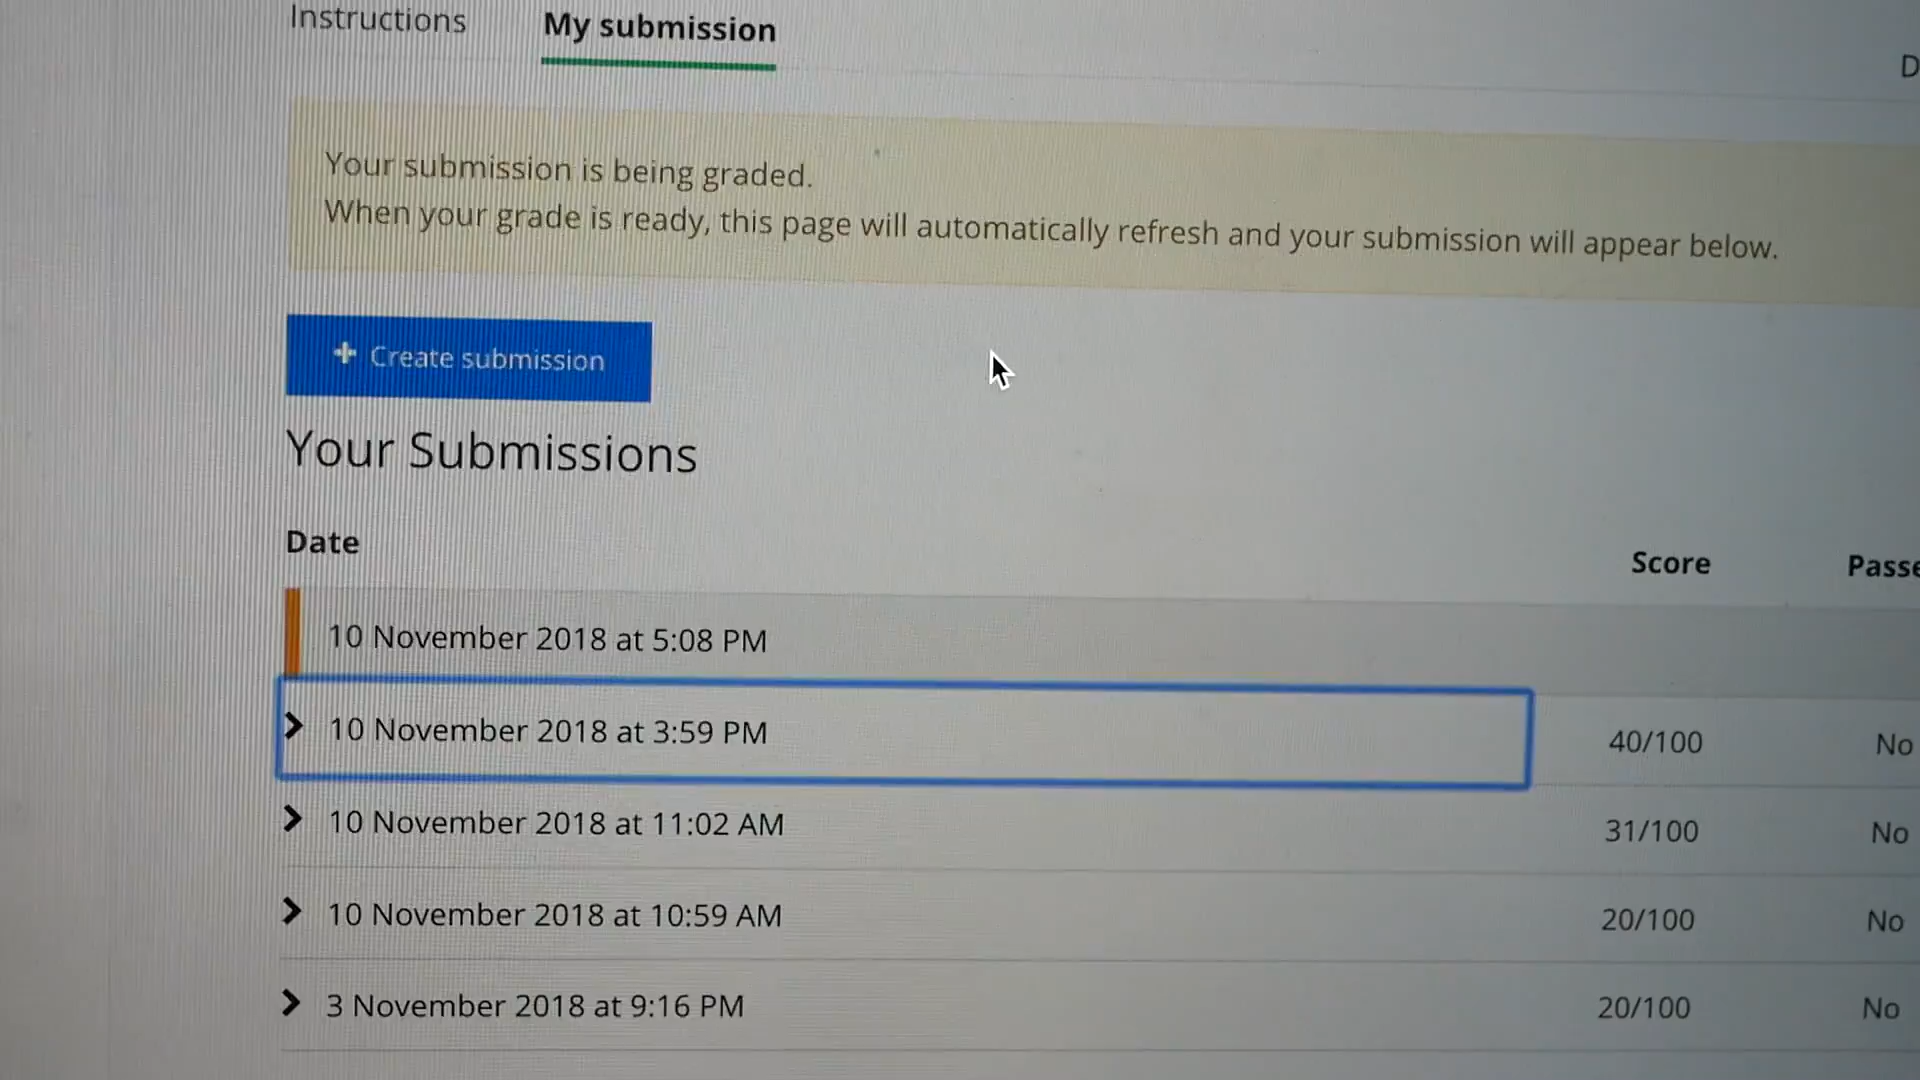 Instructions
My submission
D
Your submission is being graded.
When your grade is ready, this page will automatically refresh and your submission will appear below.
+ Create submission
Your Submissions
Date Score Passe
10 November 2018 at 5:08 PM
10 November 2018 at 3:59 PM 40/100 No
10 November 2018 at 11:02 AM 31/100 No
10 November 2018 at 10:59 AM 20/100 No
3 November 2018 at 9:16 PM 20/100 No